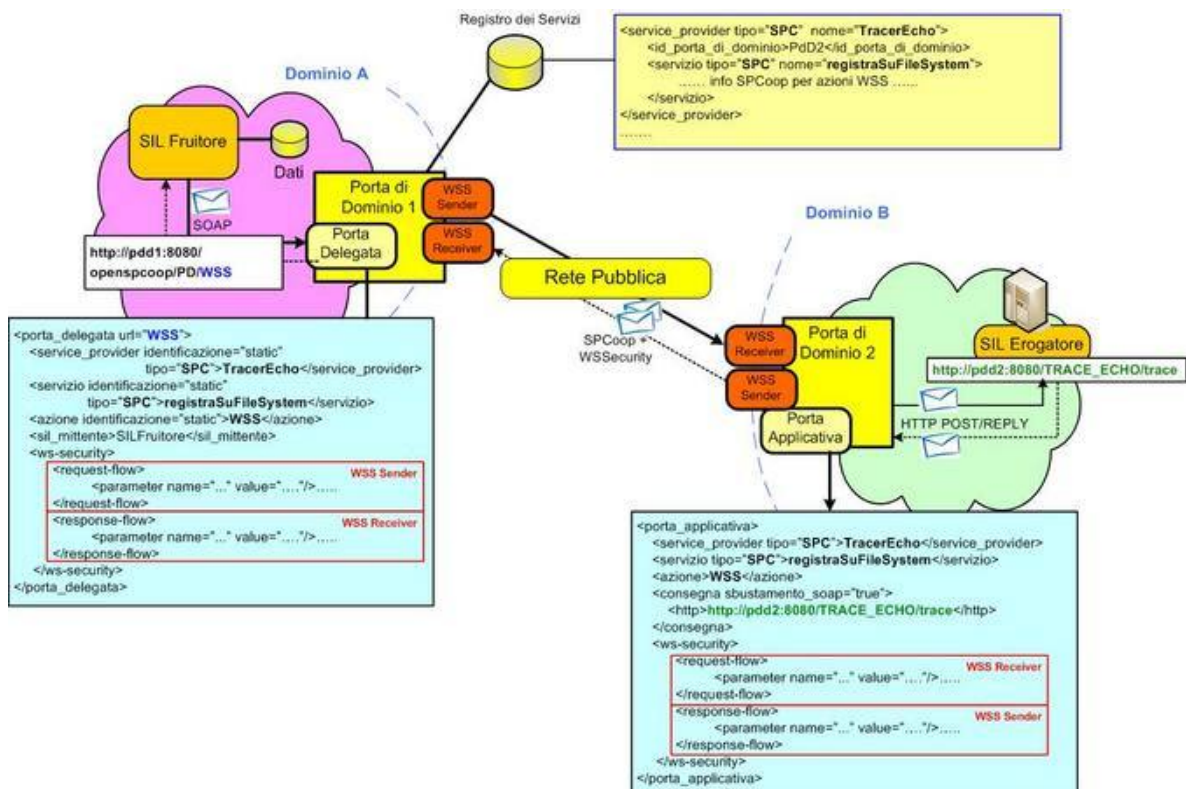 Registro dei Servizi
<service_provider tipo="SPC" nome="TracerEcho">
<id_porta_di_dominio>PdD2</id_porta_di_dominio>
<servizio tipo="SPC" nome="registraSuFileSystem">
...... info SPCoop per azioni WSS ......
</servizio>
</service_provider>
.......
Dominio A
SIL Fruitore
Dati
SOAP
http://pdd1:8080/
openspcoop/PD/WSS
Porta di
Dominio 1
Porta
Delegata
WSS
Sender
WSS
Receiver
Rete Pubblica
SPCoop +
WSSecurity
Dominio B
WSS
Receiver
WSS
Sender
Porta di
Dominio 2
Porta
Applicativa
SIL Erogatore
http://pdd2:8080/TRACE_ECHO/trace
HTTP POST/REPLY
<porta_delegata url="WSS">
<service_provider identificazione="static"
tipo="SPC">TracerEcho</service_provider>
<servizio identificazione="static"
tipo="SPC">registraSuFileSystem</servizio>
<azione identificazione="static">WSS</azione>
<sil_mittente>SILFruitore</sil_mittente>
<ws-security>
<request-flow> WSS Sender
<parameter name="..." value="...."/>.....
</request-flow>
<response-flow> WSS Receiver
<parameter name="..." value="...."/>.....
</response-flow>
</ws-security>
</porta_delegata>
<porta_applicativa>
<service_provider tipo="SPC">TracerEcho</service_provider>
<servizio tipo="SPC">registraSuFileSystem</servizio>
<azione>WSS</azione>
<consegna sbustamento_soap="true">
<http>http://pdd2:8080/TRACE_ECHO/trace</http>
</consegna>
<ws-security>
<request-flow> WSS Receiver
<parameter name="..." value="...."/>.....
</request-flow>
<response-flow> WSS Sender
<parameter name="..." value="...."/>.....
</response-flow>
</ws-security>
</porta_applicativa>